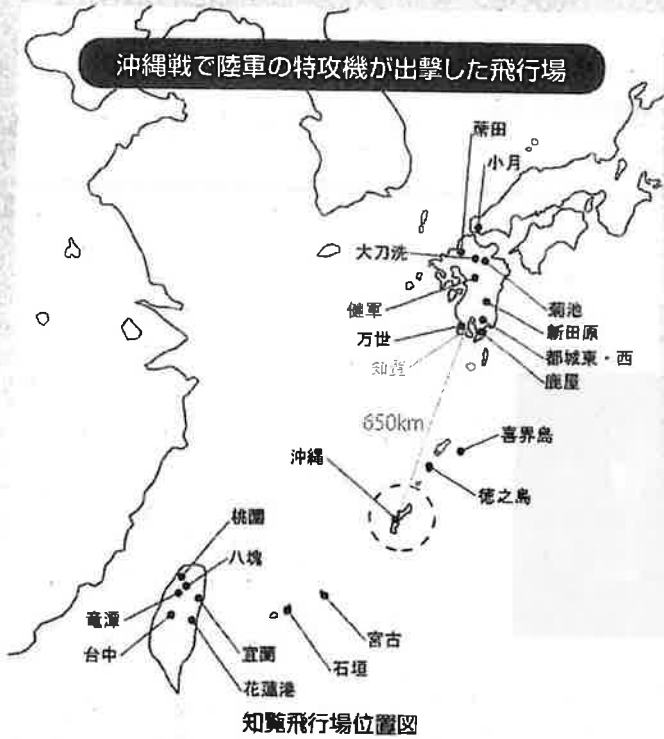 沖縄戦で陸軍の特攻機が出撃した飛行場
蓆田
小月
大刀洗
健軍
菊池
万世
新田原
知覧
都城東・西
鹿屋
650km
喜界島
沖縄
徳之島
桃園
八塊
竜潭
台中
宜蘭
宮古
石垣
花蓮港
知覧飛行場位置図